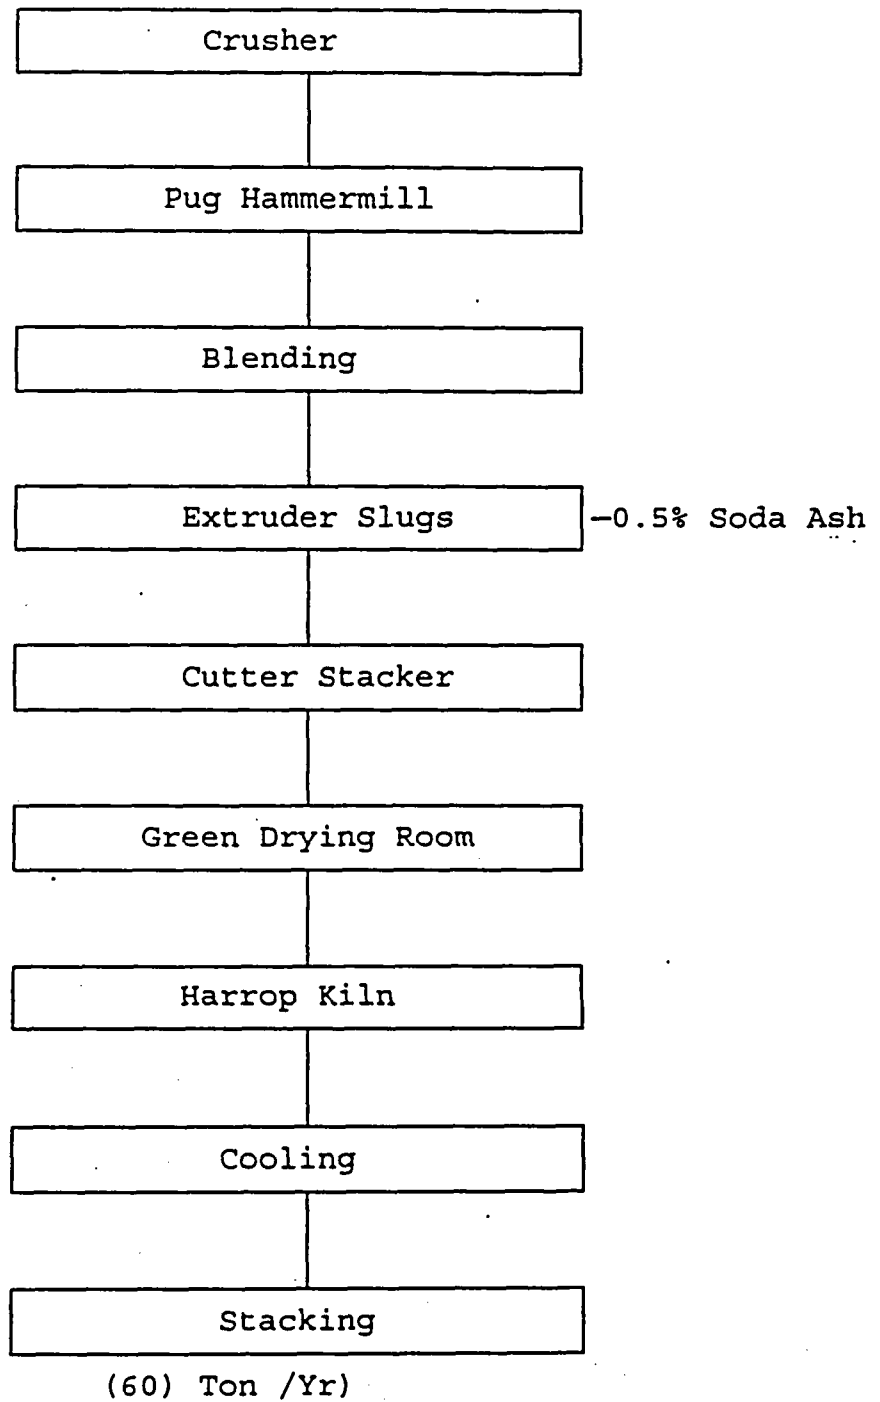 Crusher
Pug Hammermill
Blending
Extruder Slugs
—0.5% Soda Ash
Cutter Stacker
Green Drying Room
Harrop Kiln
Cooling
Stacking
(60) Ton /Yr)